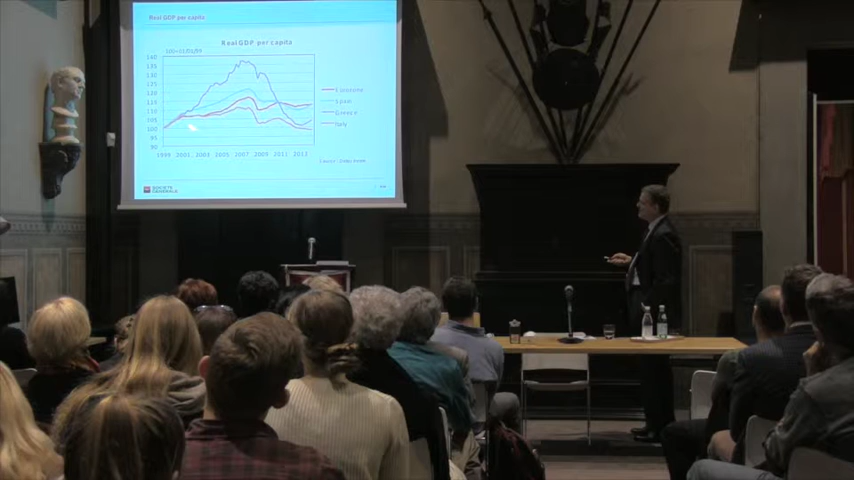 Real GDP per capita
Real GDP per capita
140
135
130
125
120
115
110
105
100
95
90
1999 2001 2003 2005 2007 2009 2011 2013
Eurozone
Spain
Greece
Italy
SOCIETE
GENERALE